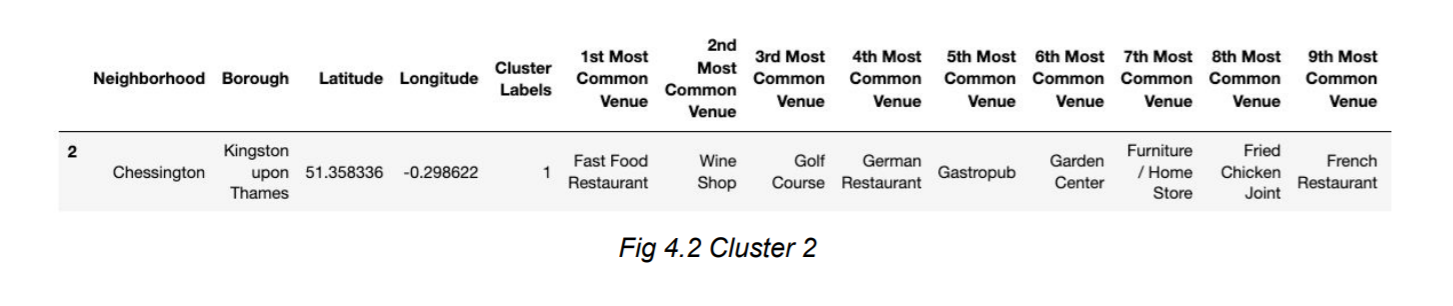 Neighborhood Borough Latitude Longitude Cluster Labels 1st Most Common Venue 2nd Most Common Venue 3rd Most Common Venue 4th Most Common Venue 5th Most Common Venue 6th Most Common Venue 7th Most Common Venue 8th Most Common Venue 9th Most Common Venue
2 Chessington Kingston upon Thames 51.358336 -0.298622 1 Fast Food Restaurant Wine Shop Golf Course German Restaurant Gastropub Garden Center Furniture / Home Store Fried Chicken Joint French Restaurant
Fig 4.2 Cluster 2